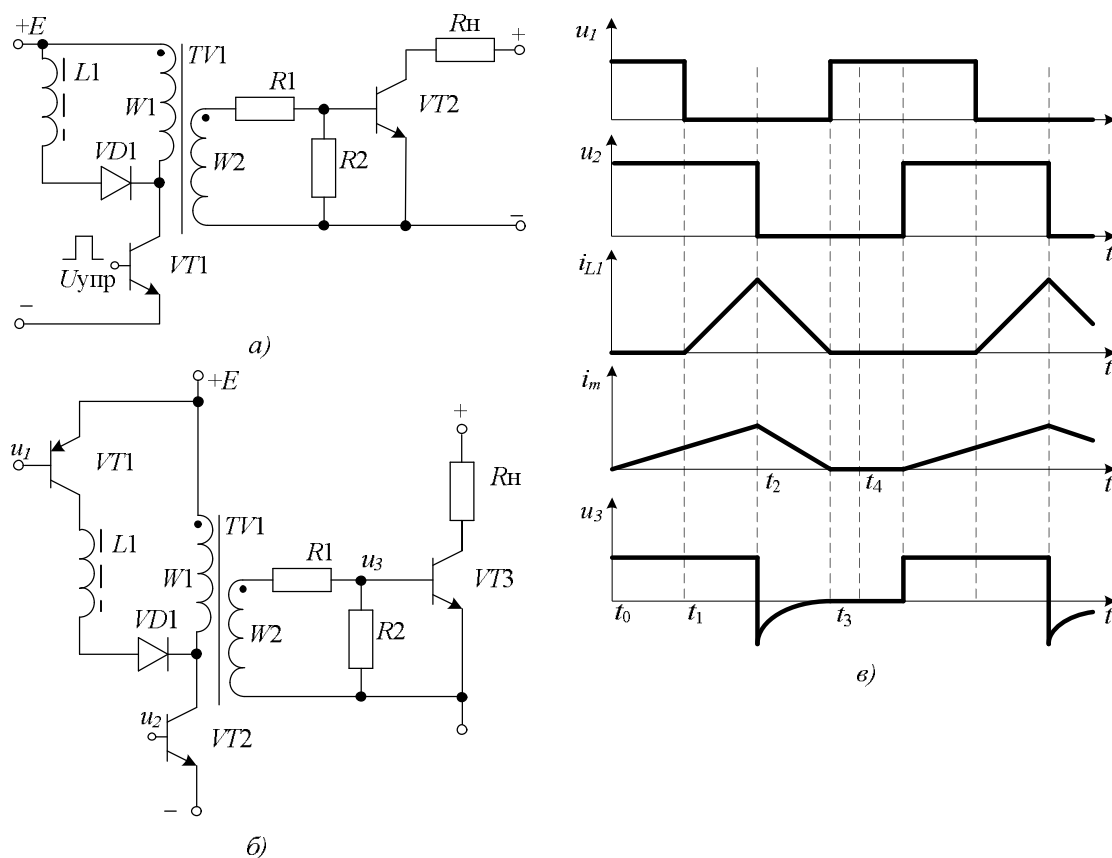 +E
L1
W1
TV1
VD1
Uупр
VT1
–
R1
R2
W2
VT2
Rн
+
–
а)
+E
u1
VT1
L1
W1
TV1
VD1
u2
VT2
–
R1
R2
W2
u3
VT3
Rн
+
б)
u1
t
u2
t
iL1
t
im
t2
t4
t
u3
t0
t1
t3
t
в)